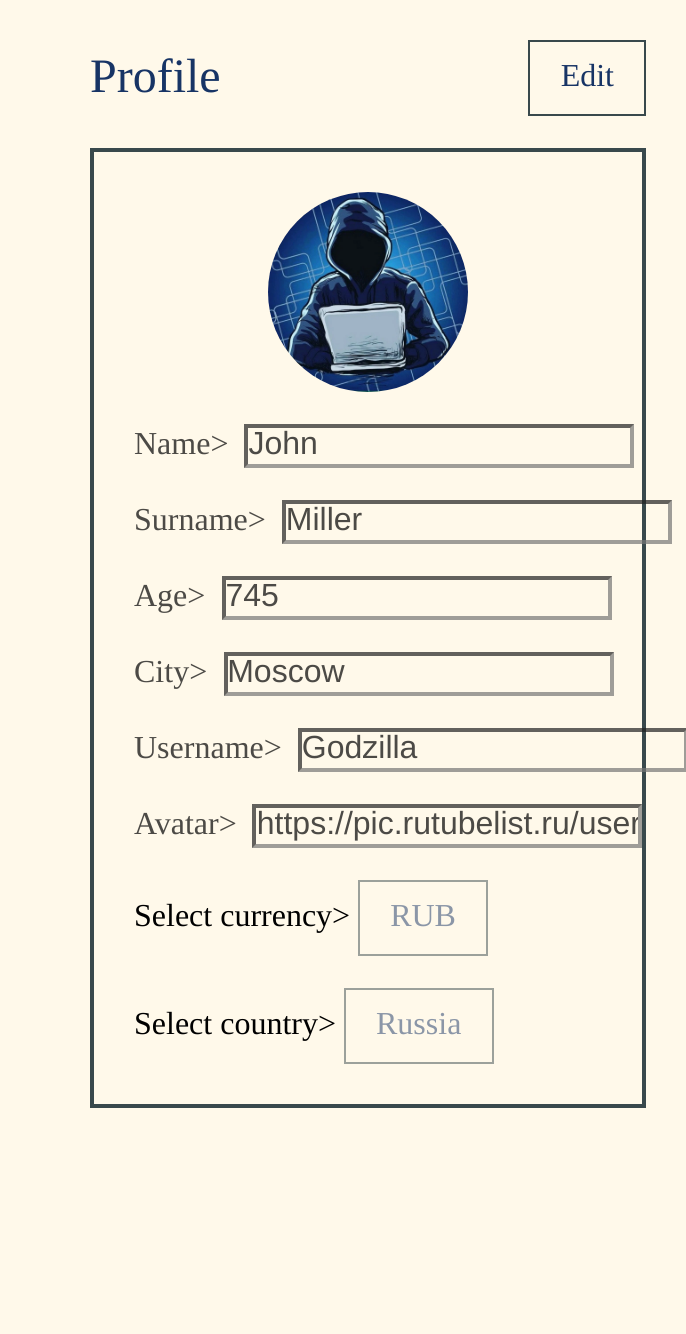 Profile
Edit
Name> John
Surname> Miller
Age> 745
City> Moscow
Username> Godzilla
Avatar> https://pic.rutubelist.ru/user
Select currency> RUB
Select country> Russia